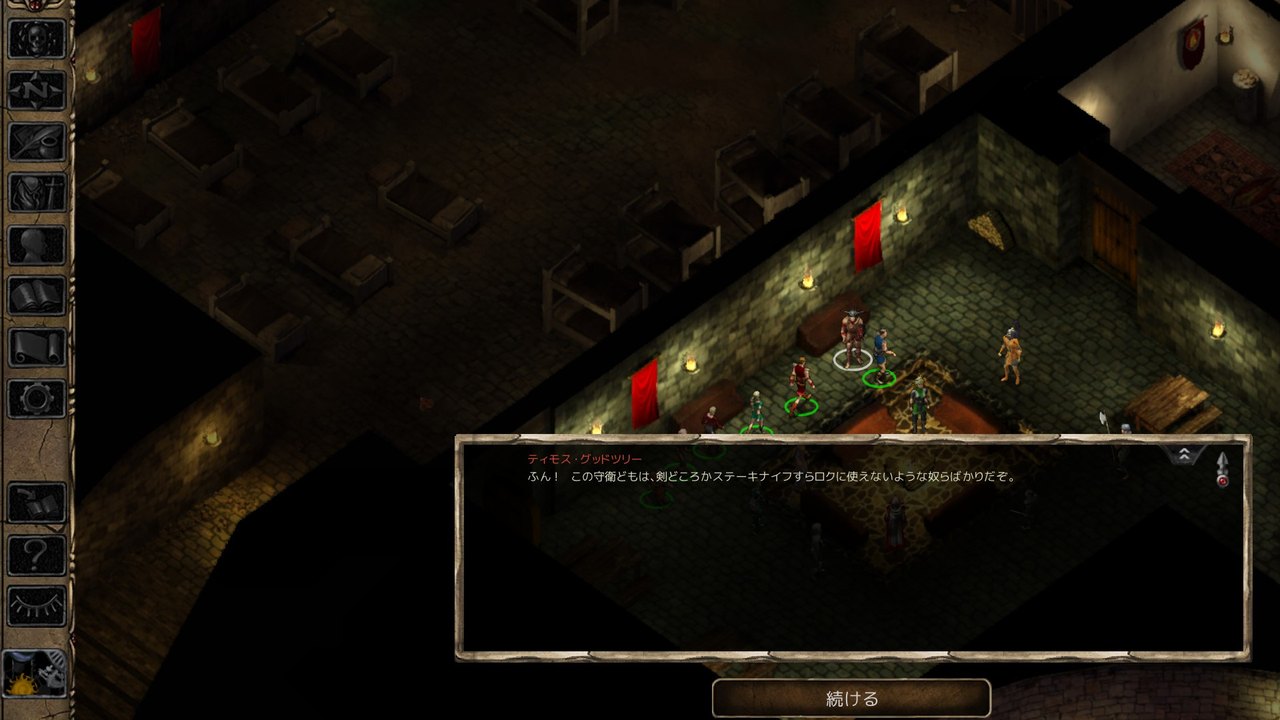 N
ティモス・グッドツリー
ふん！　この守衛どもは、剣どころかステーキナイフすらロクに使えないような奴らばかりだぞ。
続ける